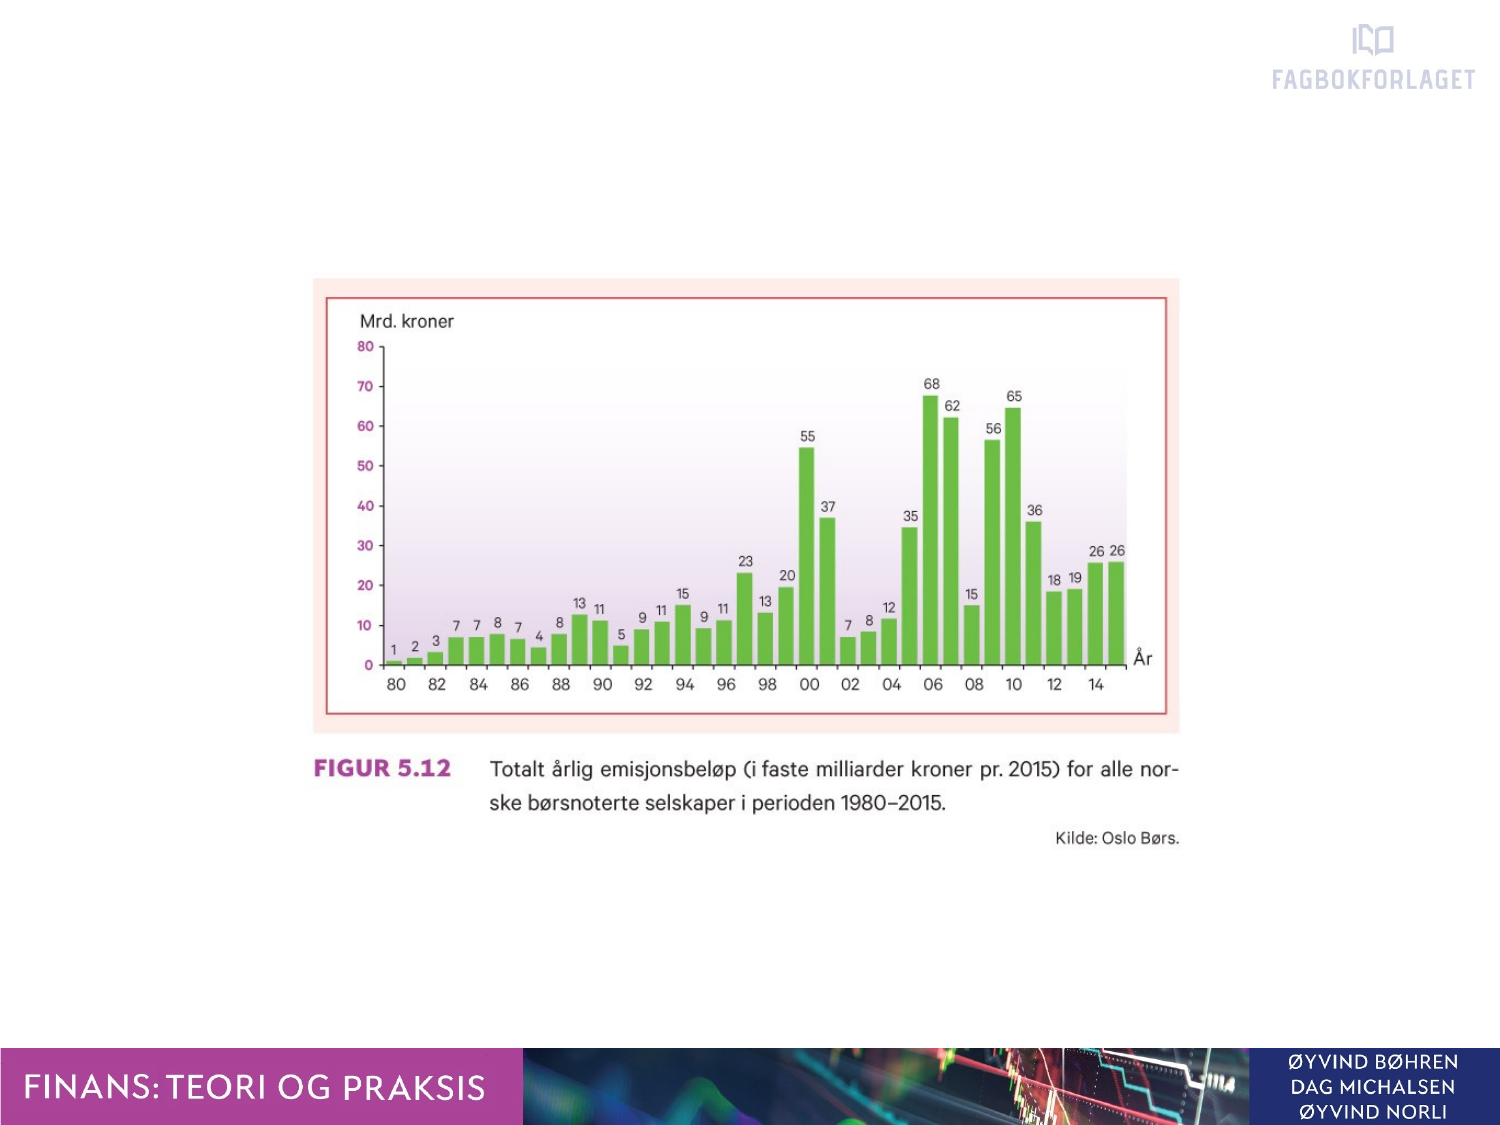 FAGBOKFORLAGET
Mrd. kroner
80
70
60
50
40
30
20
10
0
1 2 3 7 7 8 7 4 8 13 11 5 9 11 15 9 11 23 13 20 55 37 7 8 12 35 68 62 15 56 65 36 18 19 26 26
År
80 82 84 86 88 90 92 94 96 98 00 02 04 06 08 10 12 14
FIGUR 5.12 Totalt årlig emisjonsbeløp (i faste milliarder kroner pr. 2015) for alle nor-
ske børsnoterte selskaper i perioden 1980–2015.
Kilde: Oslo Børs.
FINANS: TEORI OG PRAKSIS
ØYVIND BØHREN
DAG MICHALSEN
ØYVIND NORLI